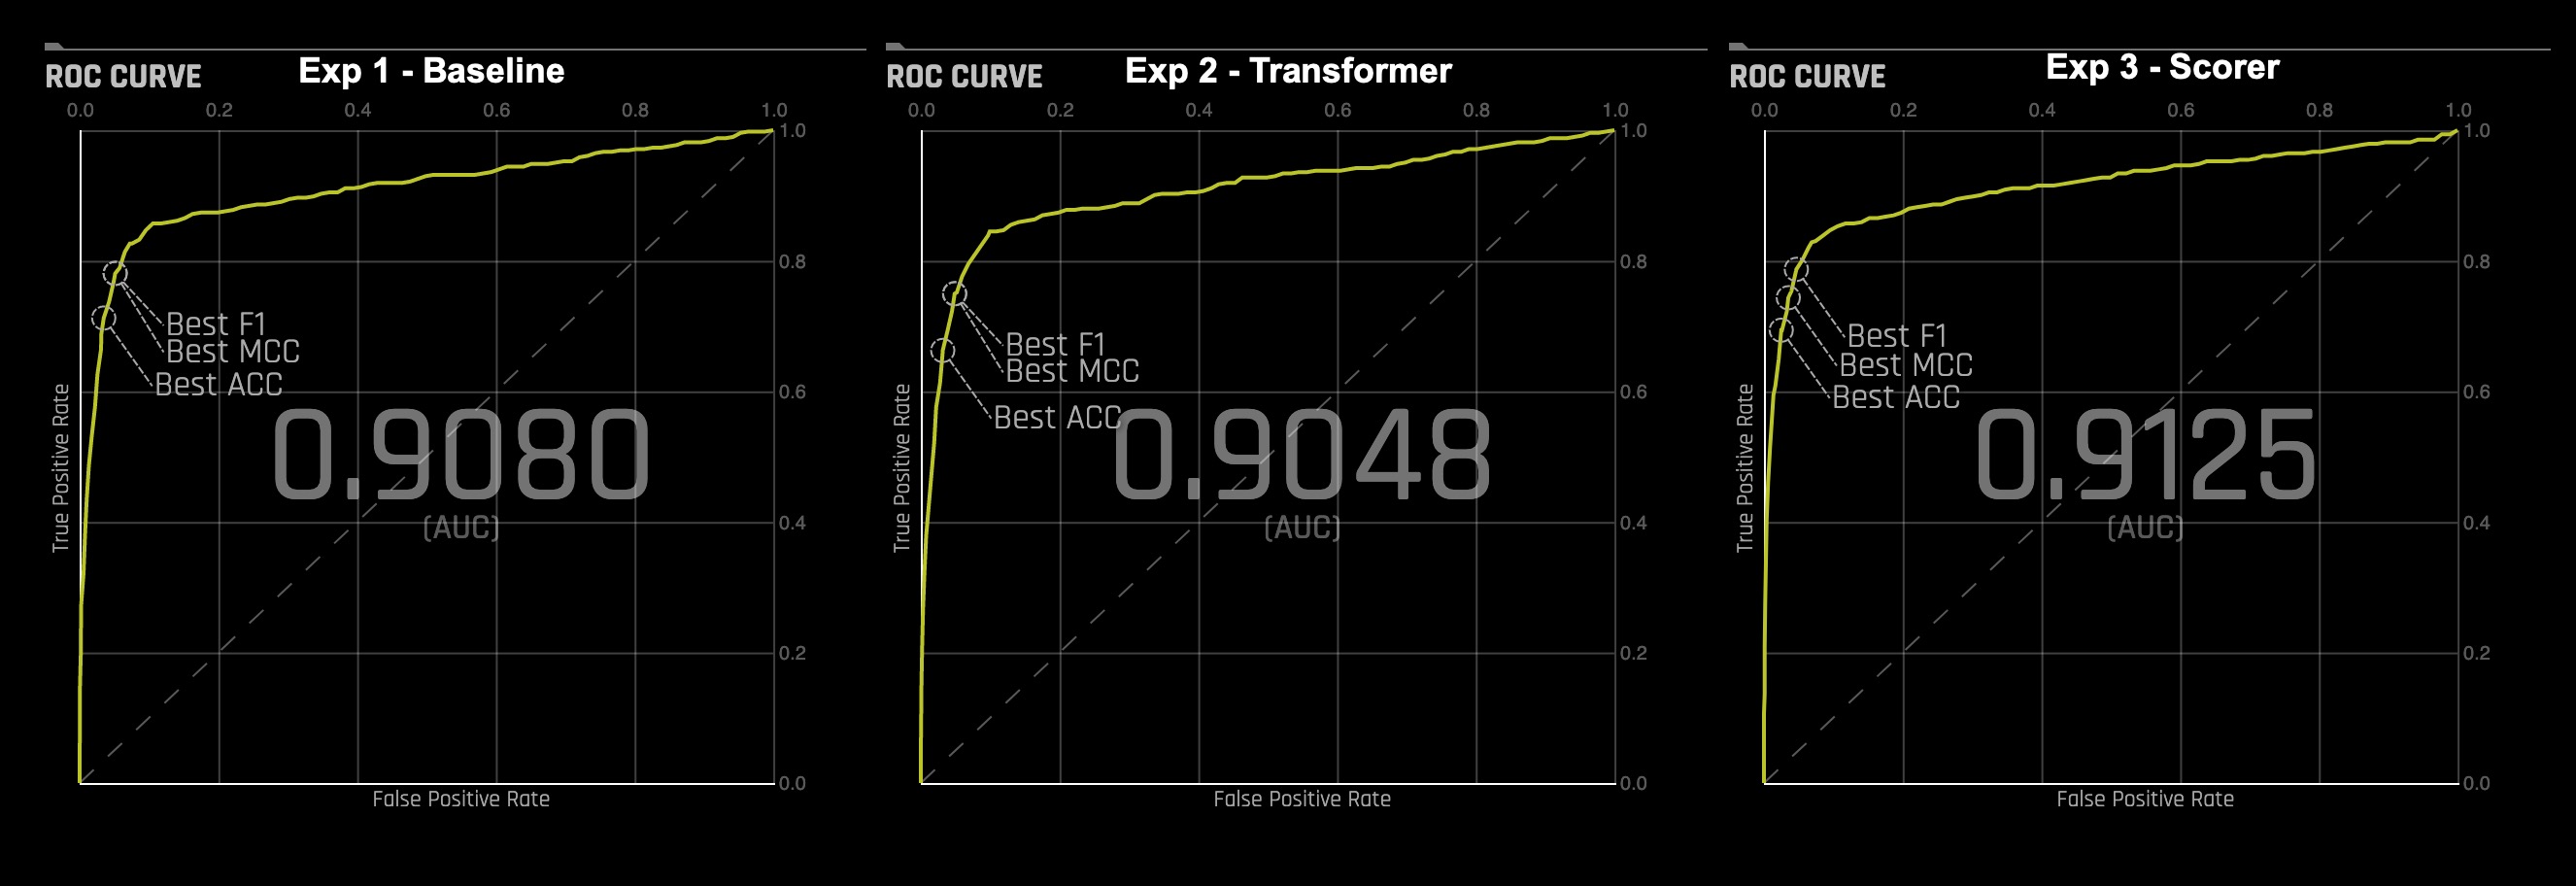 ROC CURVE Exp 1 - Baseline
0.0 0.2 0.4 0.6 0.8 1.0
1.0
0.8
Best F1
Best MCC
Best ACC
0.6
True Positive Rate
0.9080
(AUC)
0.4
0.2
0.0
False Positive Rate
ROC CURVE Exp 2 - Transformer
0.0 0.2 0.4 0.6 0.8 1.0
1.0
0.8
Best F1
Best MCC
Best ACC
0.6
True Positive Rate
0.9048
(AUC)
0.4
0.2
0.0
False Positive Rate
ROC CURVE Exp 3 - Scorer
0.0 0.2 0.4 0.6 0.8 1.0
1.0
0.8
Best F1
Best MCC
Best ACC
0.6
True Positive Rate
0.9125
(AUC)
0.4
0.2
0.0
False Positive Rate